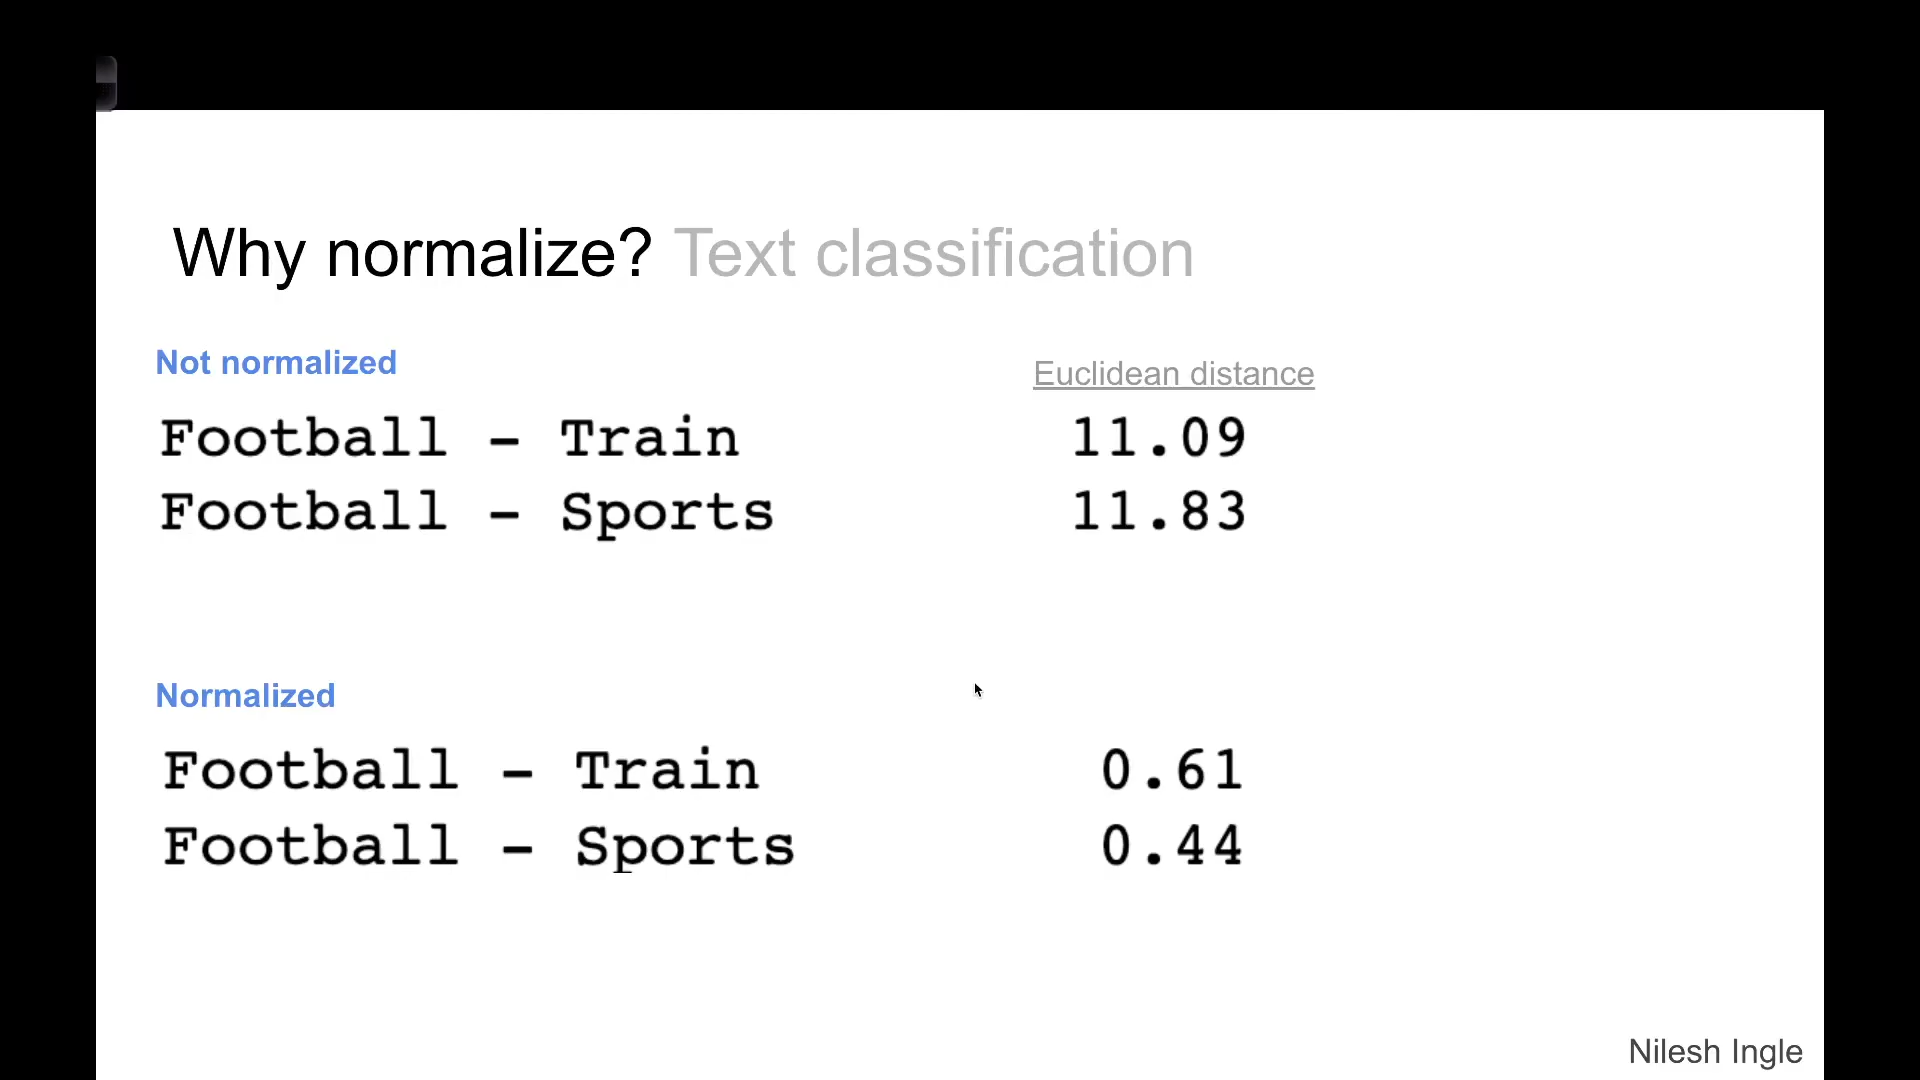 Why normalize? Text classification
Not normalized
Euclidean distance
Football - Train 11.09
Football - Sports 11.83
Normalized
Football - Train 0.61
Football - Sports 0.44
Nilesh Ingle